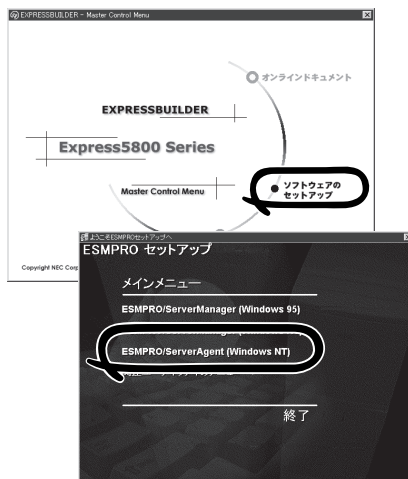 EXPRESSBUILDER - Master Control Menu
オンラインドキュメント
EXPRESSBUILDER
Express5800 Series
Master Control Menu
ソフトウェアの
セットアップ
Copyright NEC Corp
ようこそESMPROセットアップへ
ESMPRO セットアップ
メインメニュー
ESMPRO/ServerManager (Windows 95)
ESMPRO/ServerAgent (Windows NT)
終了